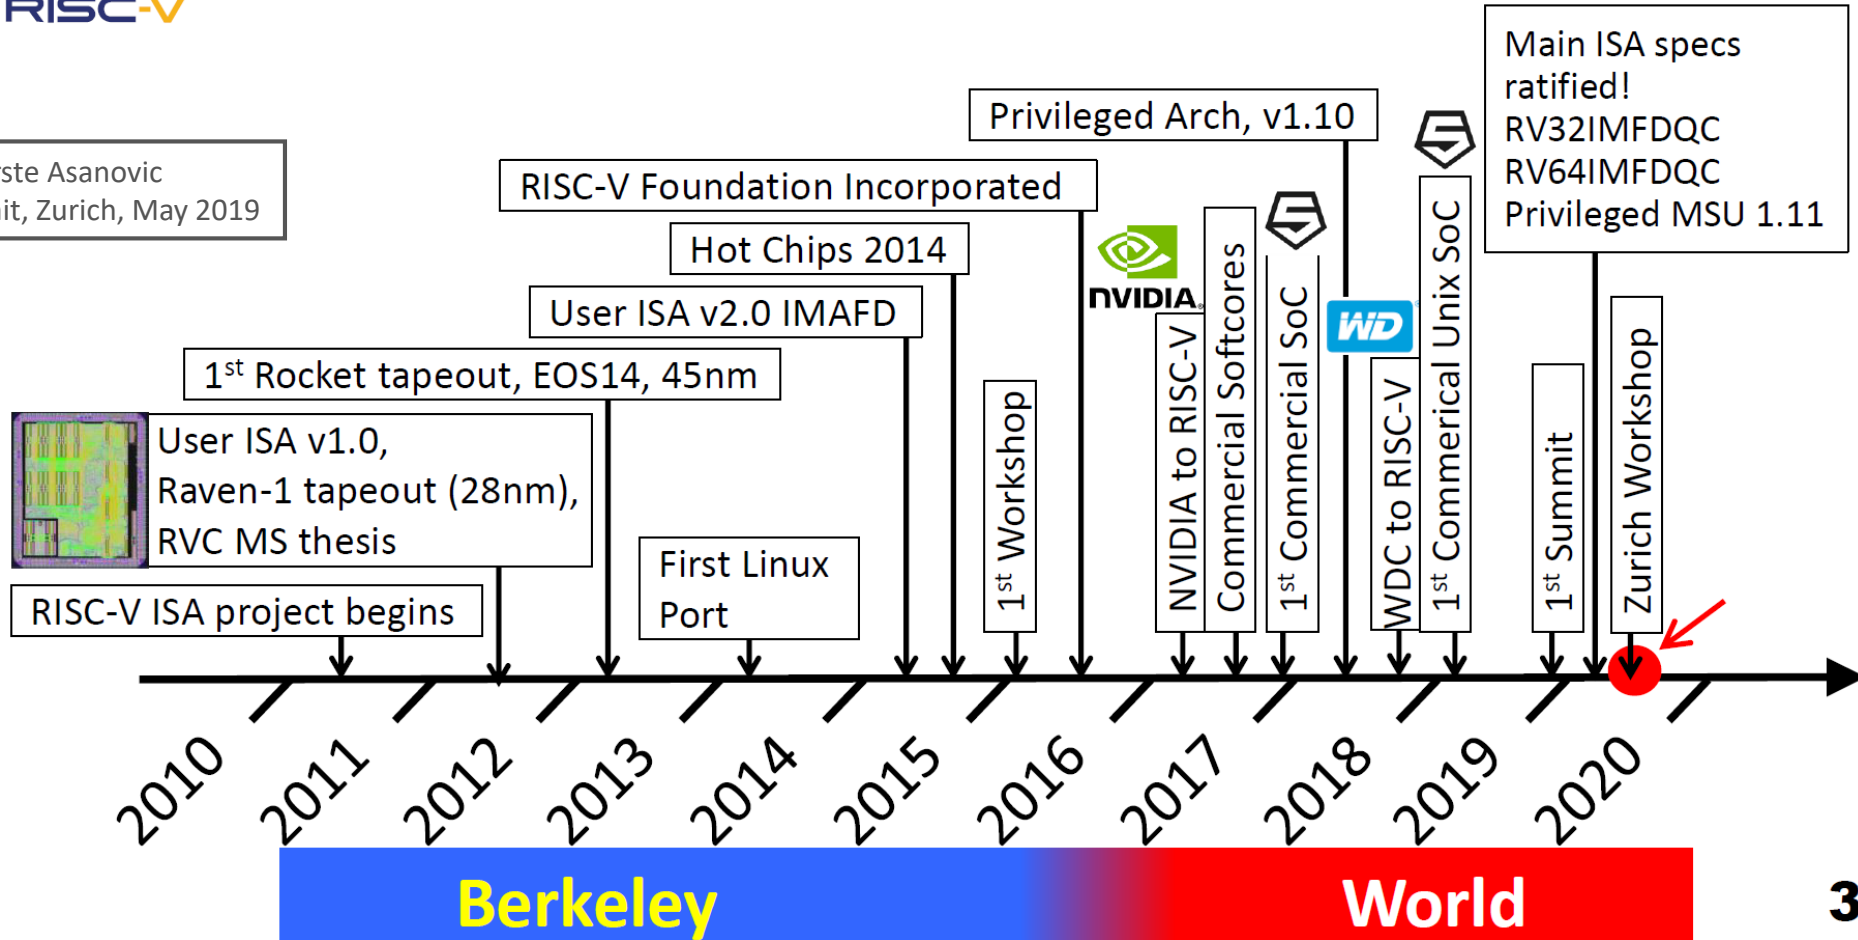 RISC-V
Asanovic
Zurich, May 2019
Main ISA specs
ratified!
RV32IMFDQC
RV64IMFDQC
Privileged MSU 1.11
Privileged Arch, v1.10
RISC-V Foundation Incorporated
Hot Chips 2014
User ISA v2.0 IMAFD
1st Rocket tapeout, EOS14, 45nm
User ISA v1.0,
Raven-1 tapeout (28nm),
RVC MS thesis
RISC-V ISA project begins
First Linux
Port
1st Workshop
NVIDIA
NVIDIA to RISC-V
Commercial Softcores
1st Commercial SoC
WD
WDC to RISC-V
1st Commerical Unix SoC
1st Summit
Zurich Workshop
2010
2011
2012
2013
2014
2015
2016
2017
2018
2019
2020
Berkeley
World
3